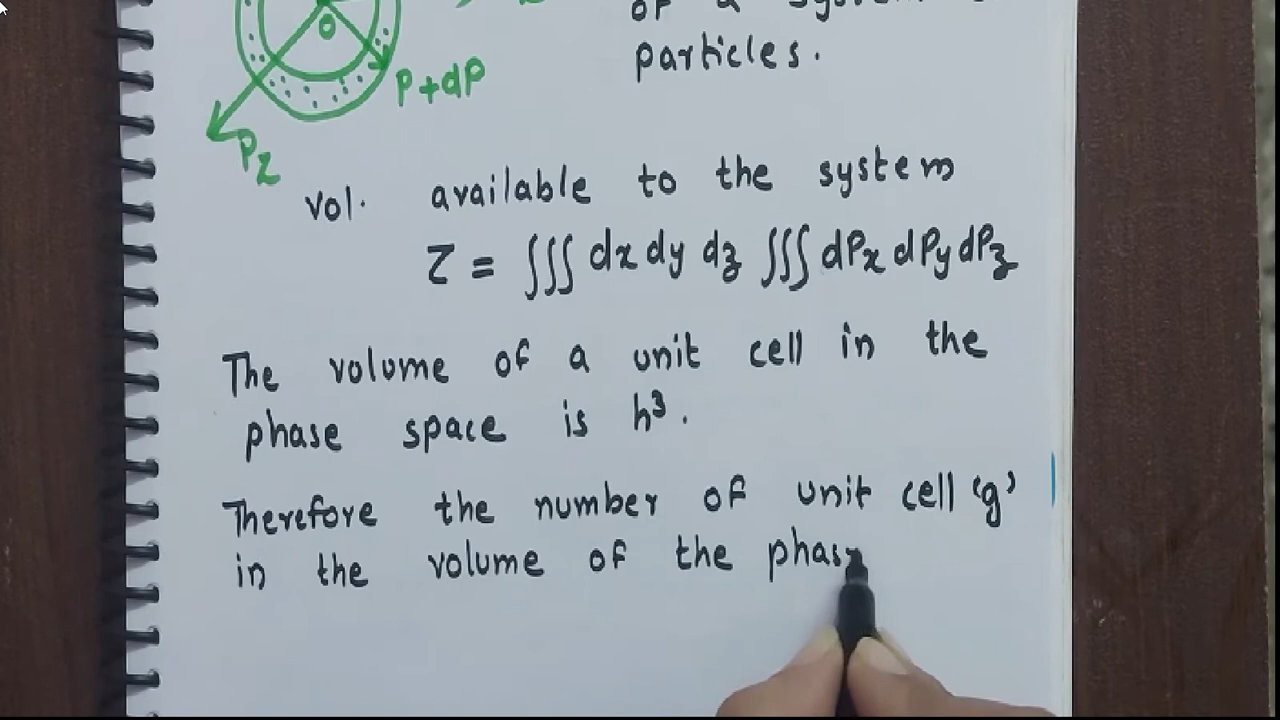 O
of a system
particles.
P+dP
Pz
vol. available to the system
τ = ∫∫∫ dx dy dz ∫∫∫ dPx dPy dPz
The volume of a unit cell in the
phase space is h³.
Therefore the number of unit cell 'g'
in the volume of the phas